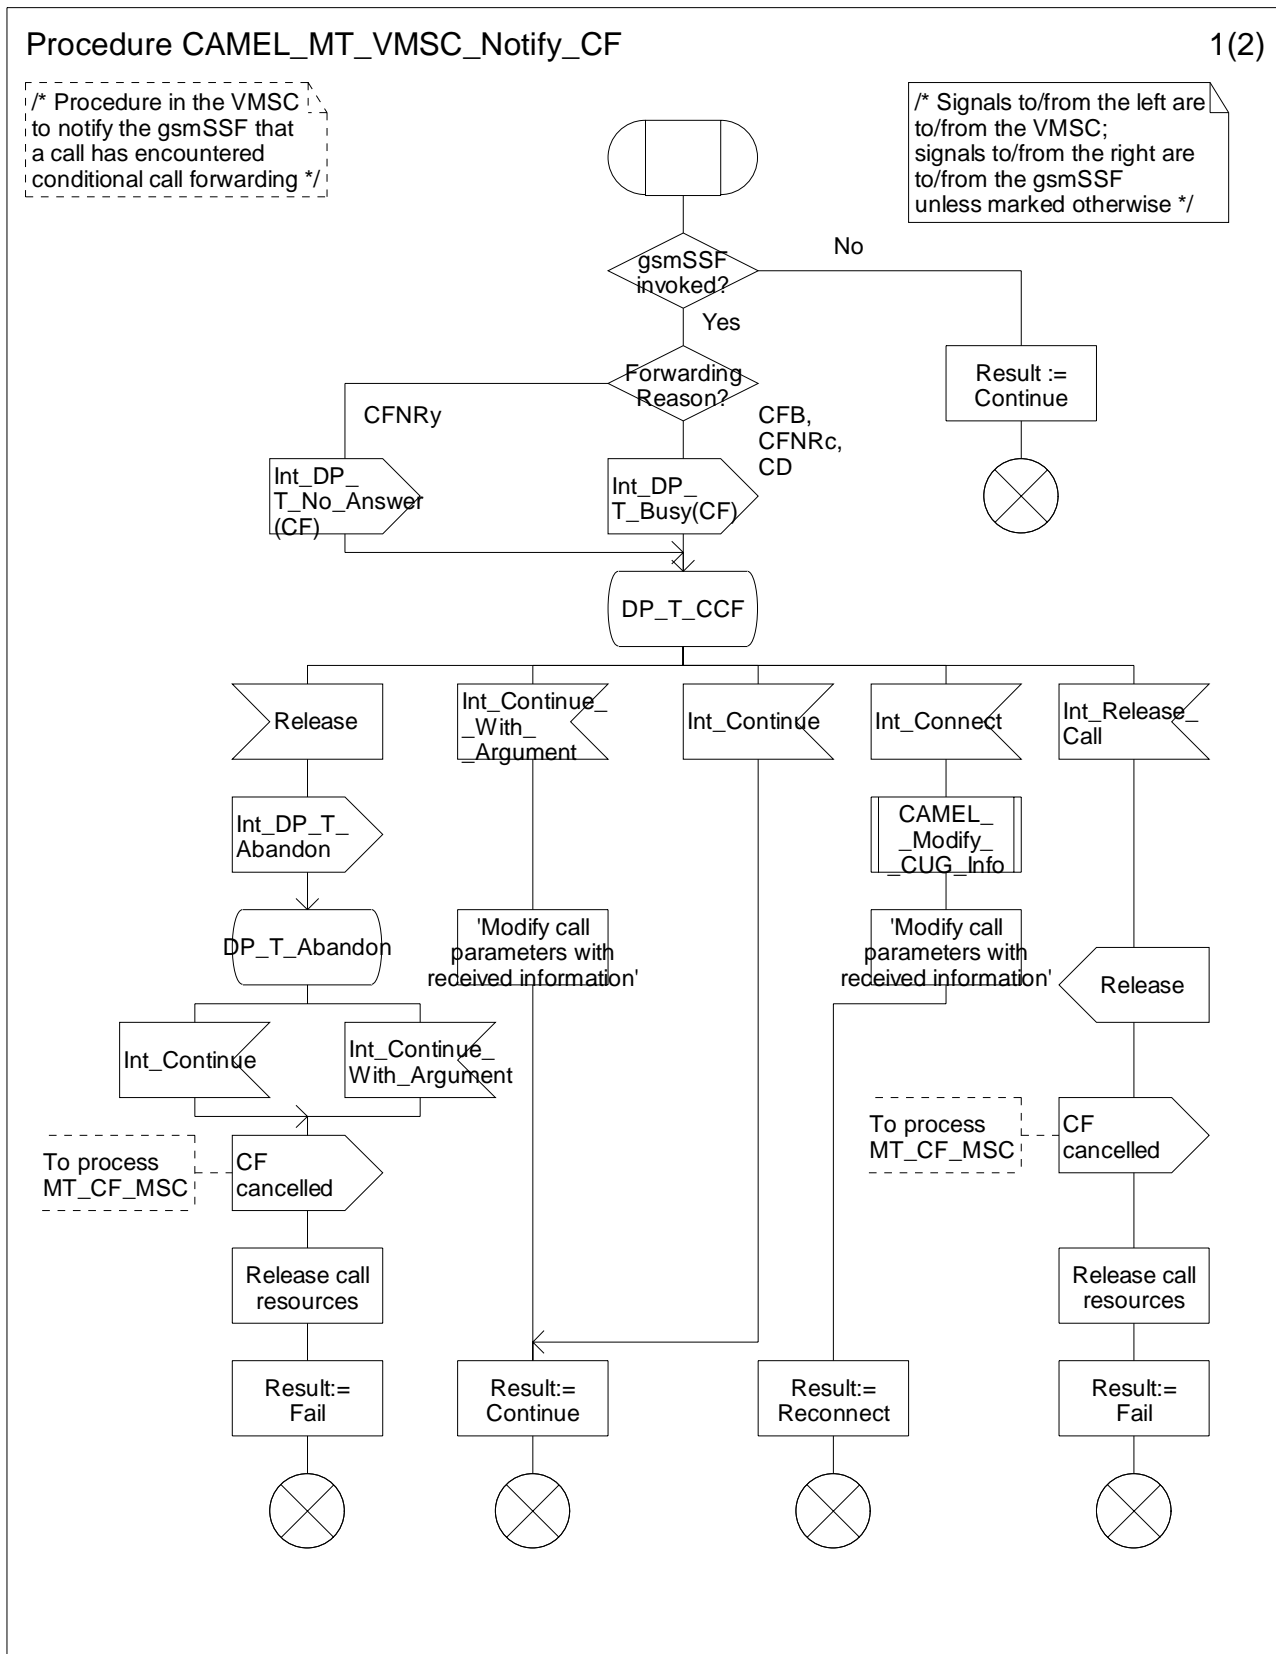 Procedure CAMEL_MT_VMSC_Notify_CF
1(2)
/* Procedure in the VMSC
to notify the gsmSSF that
a call has encountered
conditional call forwarding */
/* Signals to/from the left are
to/from the VMSC;
signals to/from the right are
to/from the gsmSSF
unless marked otherwise */
gsmSSF
invoked?
No
Yes
Forwarding
Reason?
Result :=
Continue
CFNRy
CFB,
CFNRc,
CD
Int_DP_
T_No_Answer
(CF)
Int_DP_
T_Busy(CF)
DP_T_CCF
Release
Int_Continue_
_With_
_Argument
Int_Continue
Int_Connect
Int_Release_
Call
Int_DP_T_
Abandon
CAMEL_
_Modify_
_CUG_Info
DP_T_Abandon
'Modify call
parameters with
received information'
'Modify call
parameters with
received information'
Release
Int_Continue
Int_Continue_
With_Argument
To process
MT_CF_MSC
CF
cancelled
To process
MT_CF_MSC
CF
cancelled
Release call
resources
Release call
resources
Result:=
Fail
Result:=
Continue
Result:=
Reconnect
Result:=
Fail